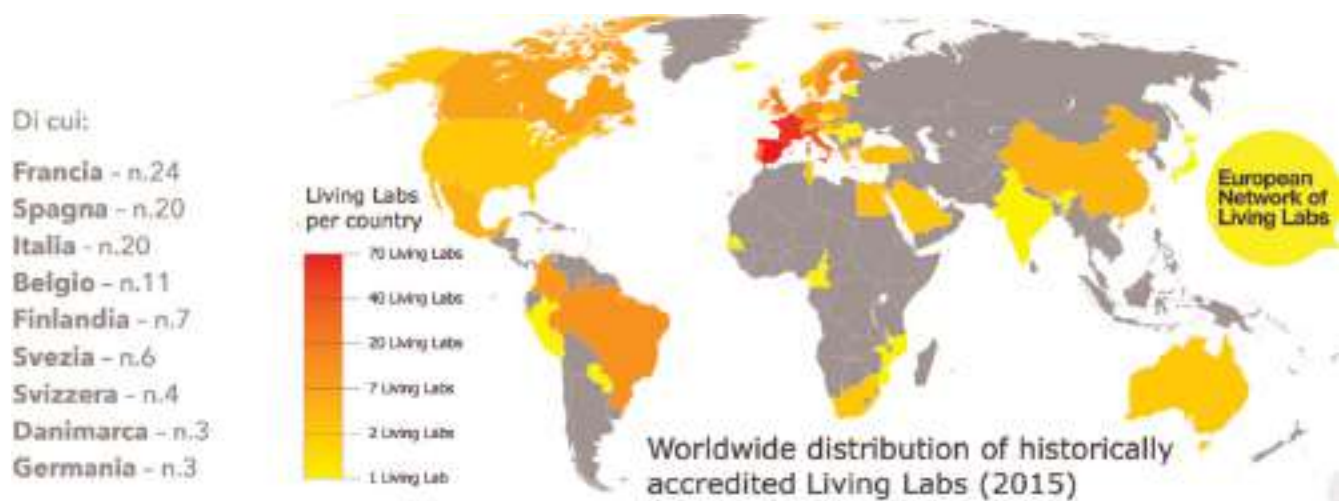 Di cui:
Francia - n.24
Spagna - n.20
Italia - n.20
Belgio - n.11
Finlandia - n.7
Svezia - n.6
Svizzera - n.4
Danimarca - n.3
Germania - n.3
Living Labs
per country
70 Living Labs
40 Living Labs
20 Living Labs
7 Living Labs
2 Living Labs
1 Living Lab
European
Network of
Living Labs
Worldwide distribution of historically
accredited Living Labs (2015)